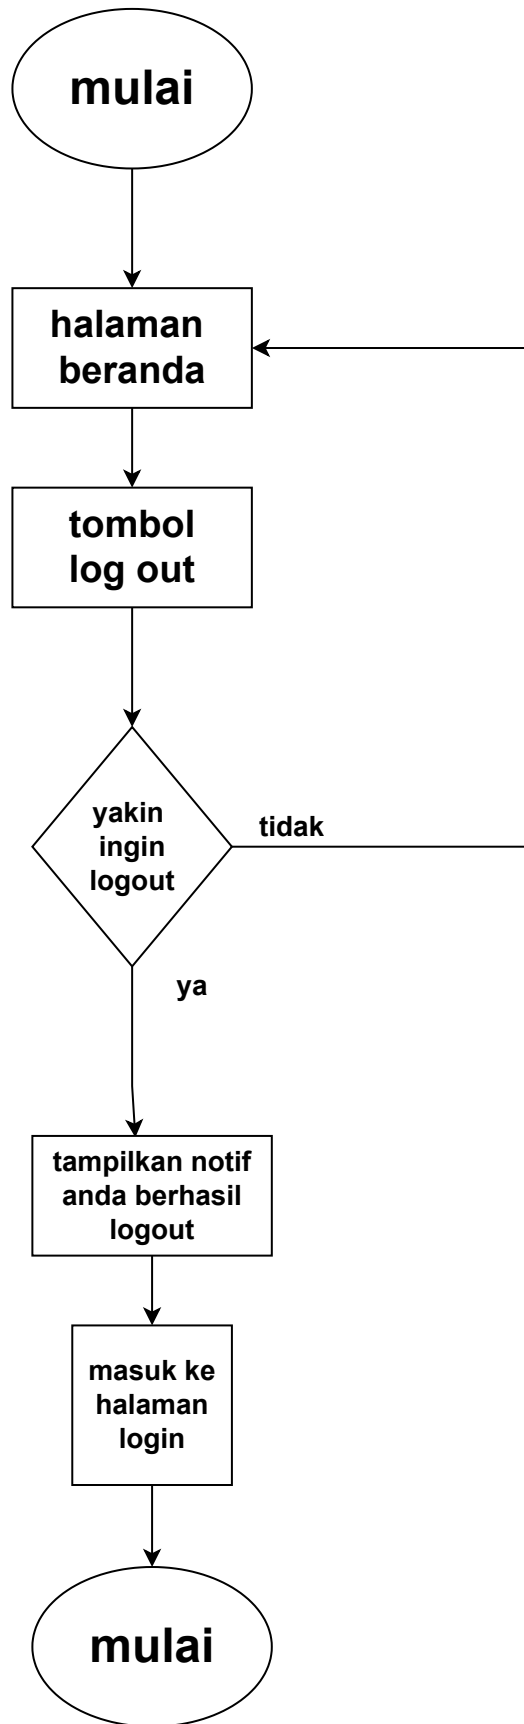 mulai
halaman
beranda
tombol
log out
yakin
ingin
logout
tidak
ya
tampilkan notif
anda berhasil
logout
masuk ke
halaman
login
mulai